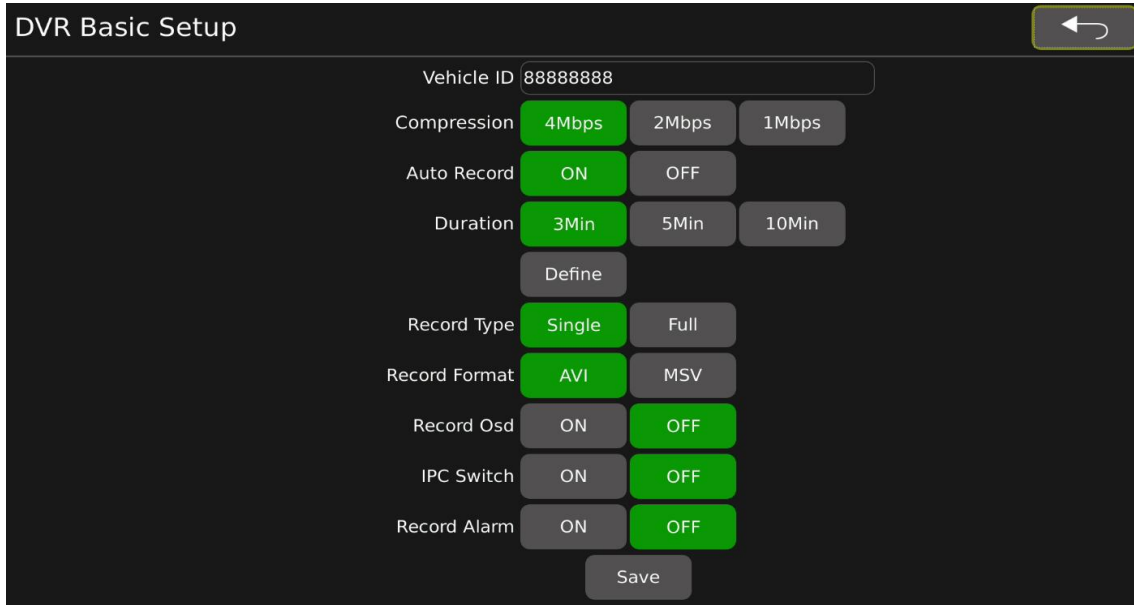 DVR Basic Setup
Vehicle ID 88888888
Compression 4Mbps 2Mbps 1Mbps
Auto Record ON OFF
Duration 3Min 5Min 10Min
Define
Record Type Single Full
Record Format AVI MSV
Record Osd ON OFF
IPC Switch ON OFF
Record Alarm ON OFF
Save